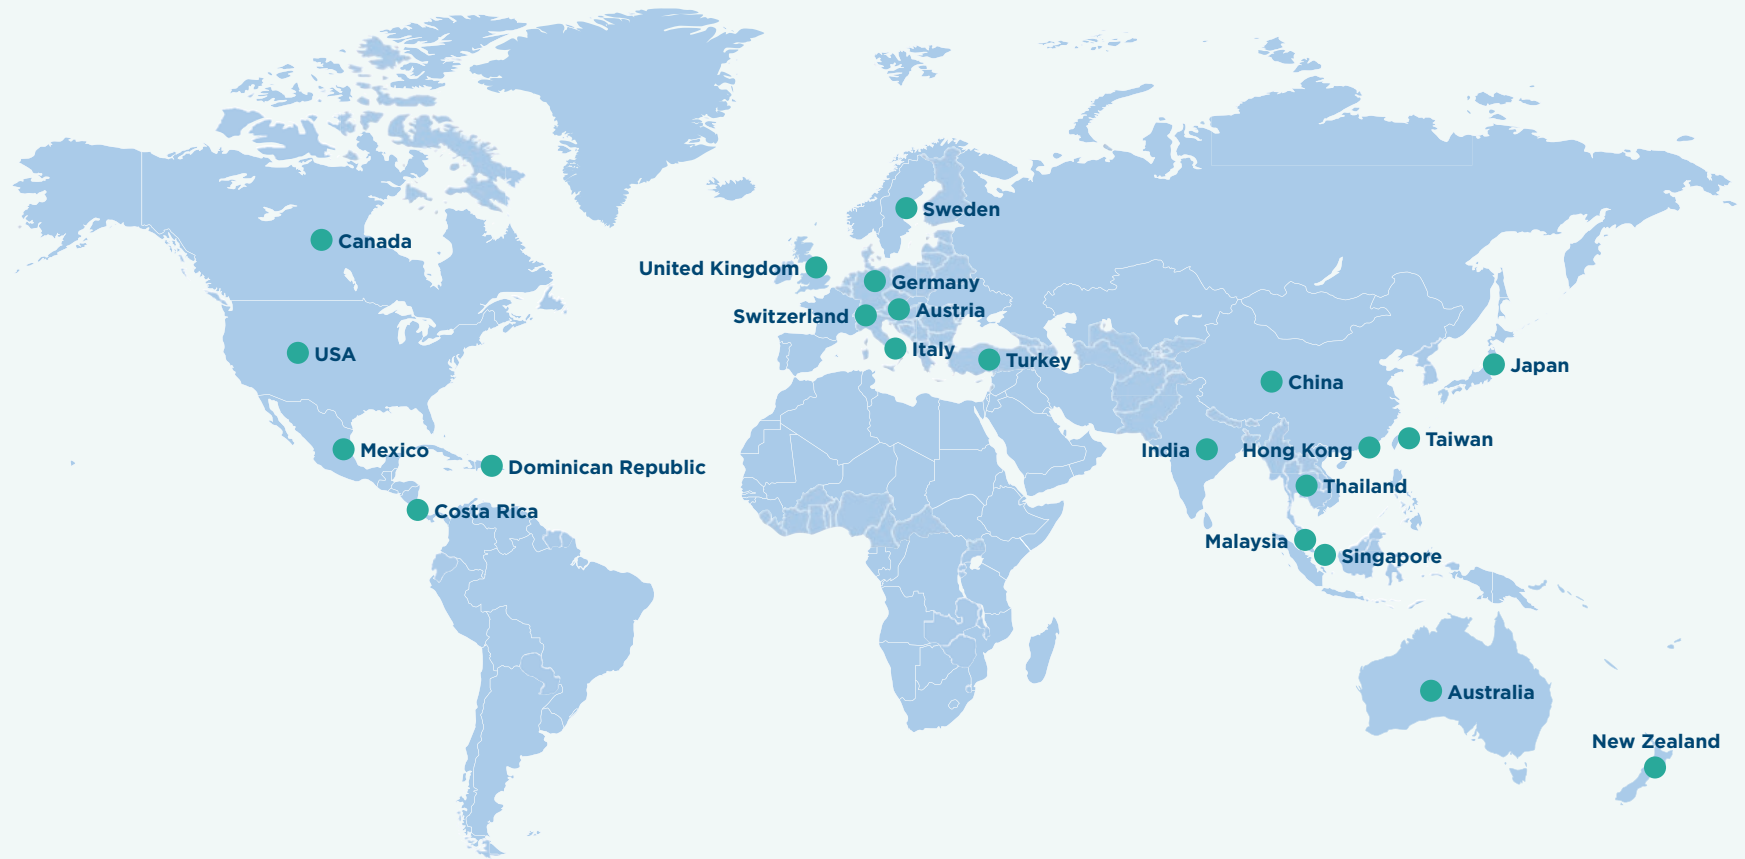 Sweden
Canada
United Kingdom
Germany
Austria
Switzerland
Italy
USA
Turkey
Japan
China
Taiwan
Mexico
India
Hong Kong
Dominican Republic
Thailand
Costa Rica
Malaysia
Singapore
Australia
New Zealand